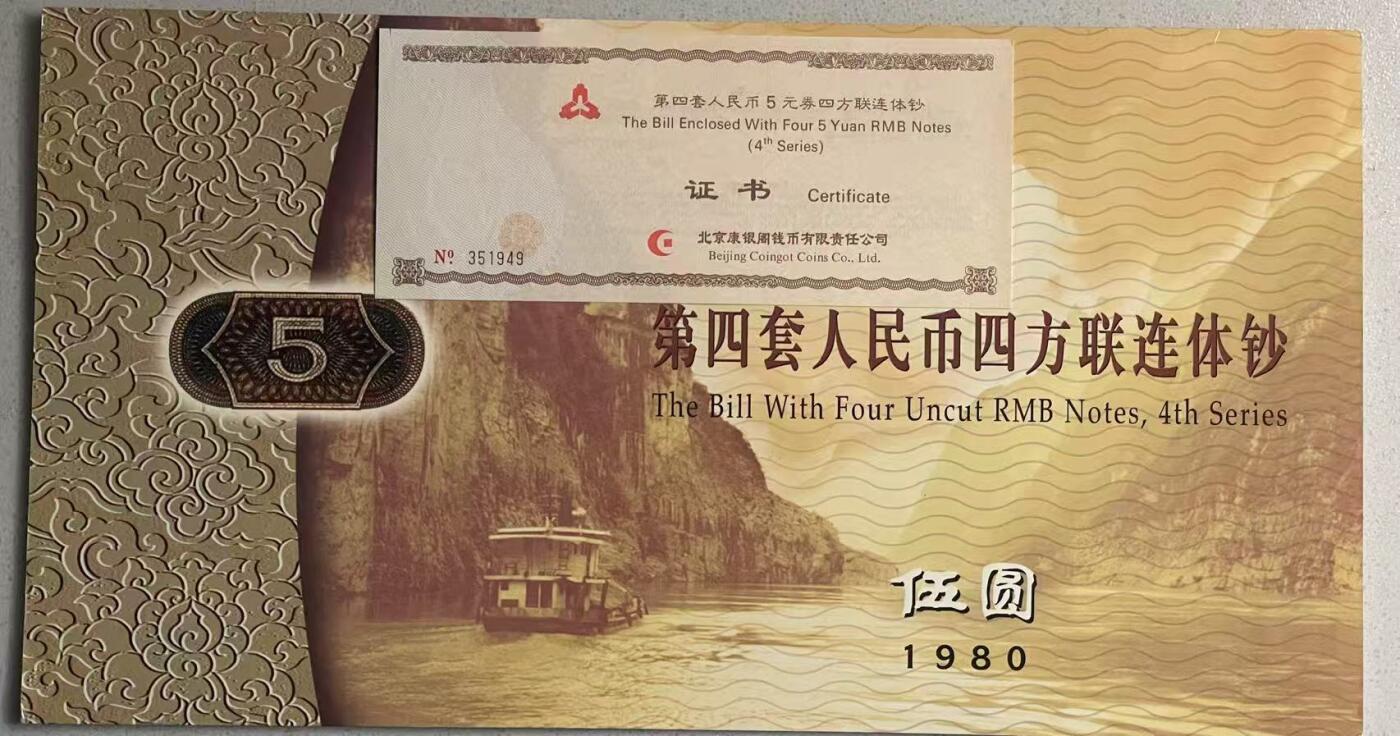 第四套人民币5元券四方联连体钞
The Bill Enclosed With Four 5 Yuan RMB Notes
(4th Series)
证书 Certificate
北京康银阁钱币有限责任公司
Beijing Coingot Coins Co., Ltd.
Nº 351949
5
第四套人民币四方联连体钞
The Bill With Four Uncut RMB Notes, 4th Series
伍圆
1980